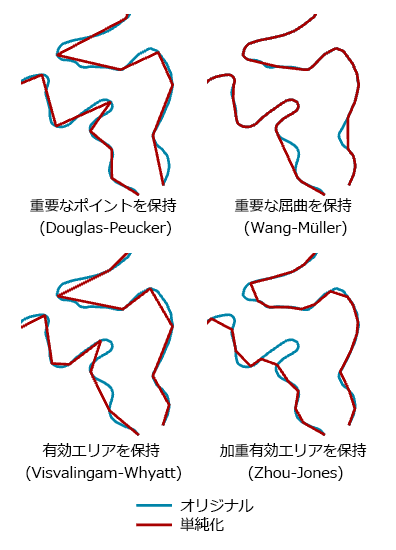 重要なポイントを保持
(Douglas-Peucker)
重要な屈曲を保持
(Wang-Müller)
有効エリアを保持
(Visvalingam-Whyatt)
加重有効エリアを保持
(Zhou-Jones)
オリジナル
単純化